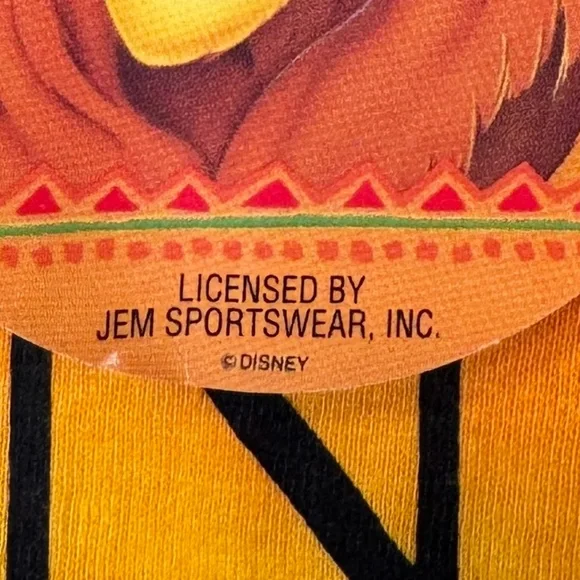 LICENSED BY
JEM SPORTSWEAR, INC.
© DISNEY
N